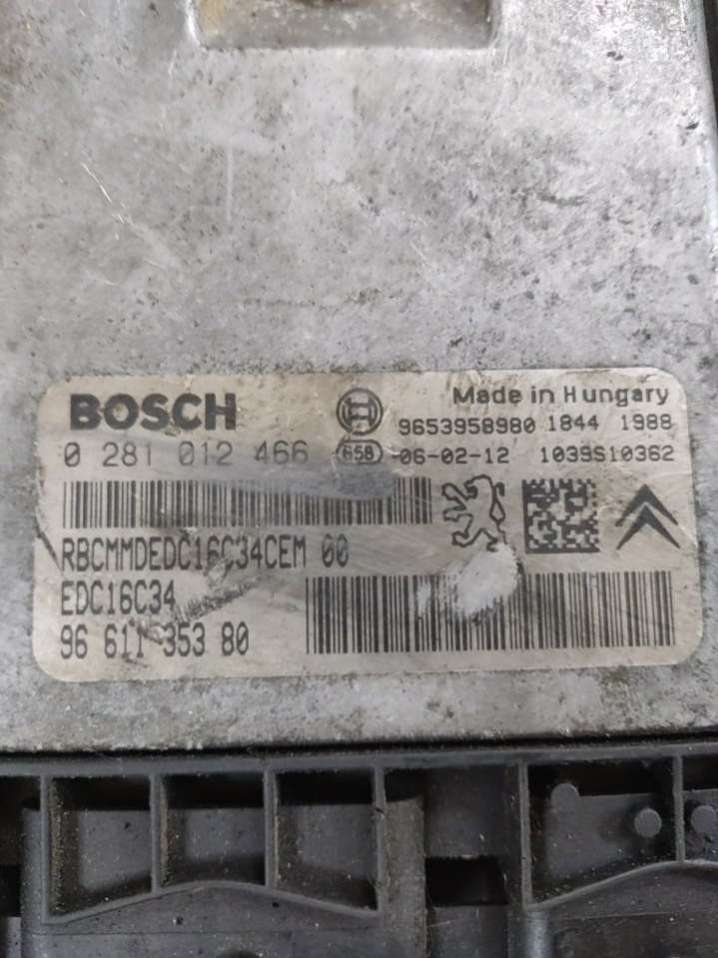 BOSCH
Made in Hungary
9653958980 1844 1988
0 281 012 466
658 06-02-12 1039S10362
RBCMMDEDC16C34CEM 00
EDC16C34
96 611 353 80